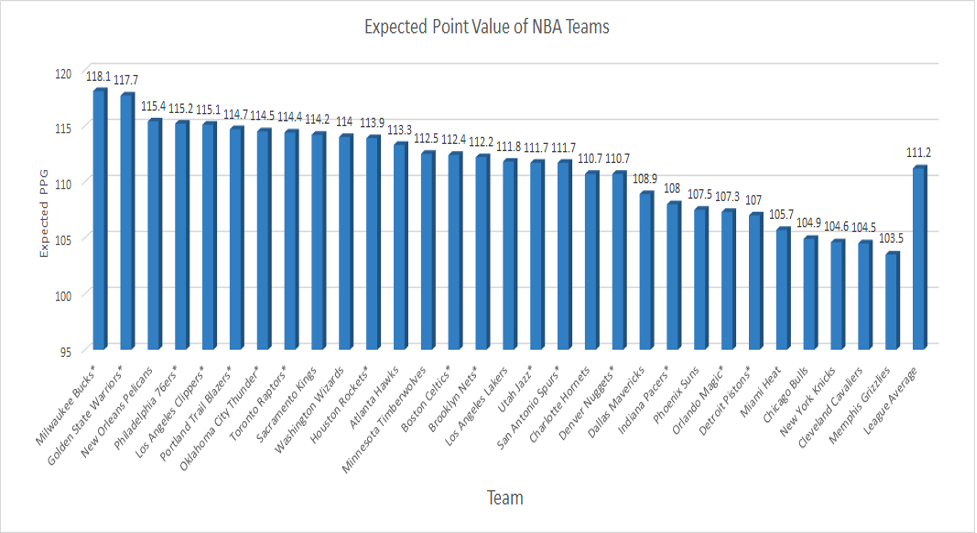 Expected Point Value of NBA Teams
Expected PPG
120
115
110
105
100
95
118.1
117.7
115.4
115.2
115.1
114.7
114.5
114.4
114.2
114
113.9
113.3
112.5
112.4
112.2
111.8
111.7
111.7
110.7
110.7
108.9
108
107.5
107.3
107
105.7
104.9
104.6
104.5
103.5
111.2
Milwaukee Bucks*
Golden State Warriors*
New Orleans Pelicans
Philadelphia 76ers*
Los Angeles Clippers*
Portland Trail Blazers*
Oklahoma City Thunder*
Toronto Raptors*
Sacramento Kings
Washington Wizards
Houston Rockets*
Atlanta Hawks
Minnesota Timberwolves
Boston Celtics*
Brooklyn Nets*
Los Angeles Lakers
Utah Jazz*
San Antonio Spurs*
Charlotte Hornets
Denver Nuggets*
Dallas Mavericks
Indiana Pacers*
Phoenix Suns
Orlando Magic*
Detroit Pistons*
Miami Heat
Chicago Bulls
New York Knicks
Cleveland Cavaliers
Memphis Grizzlies
League Average
Team